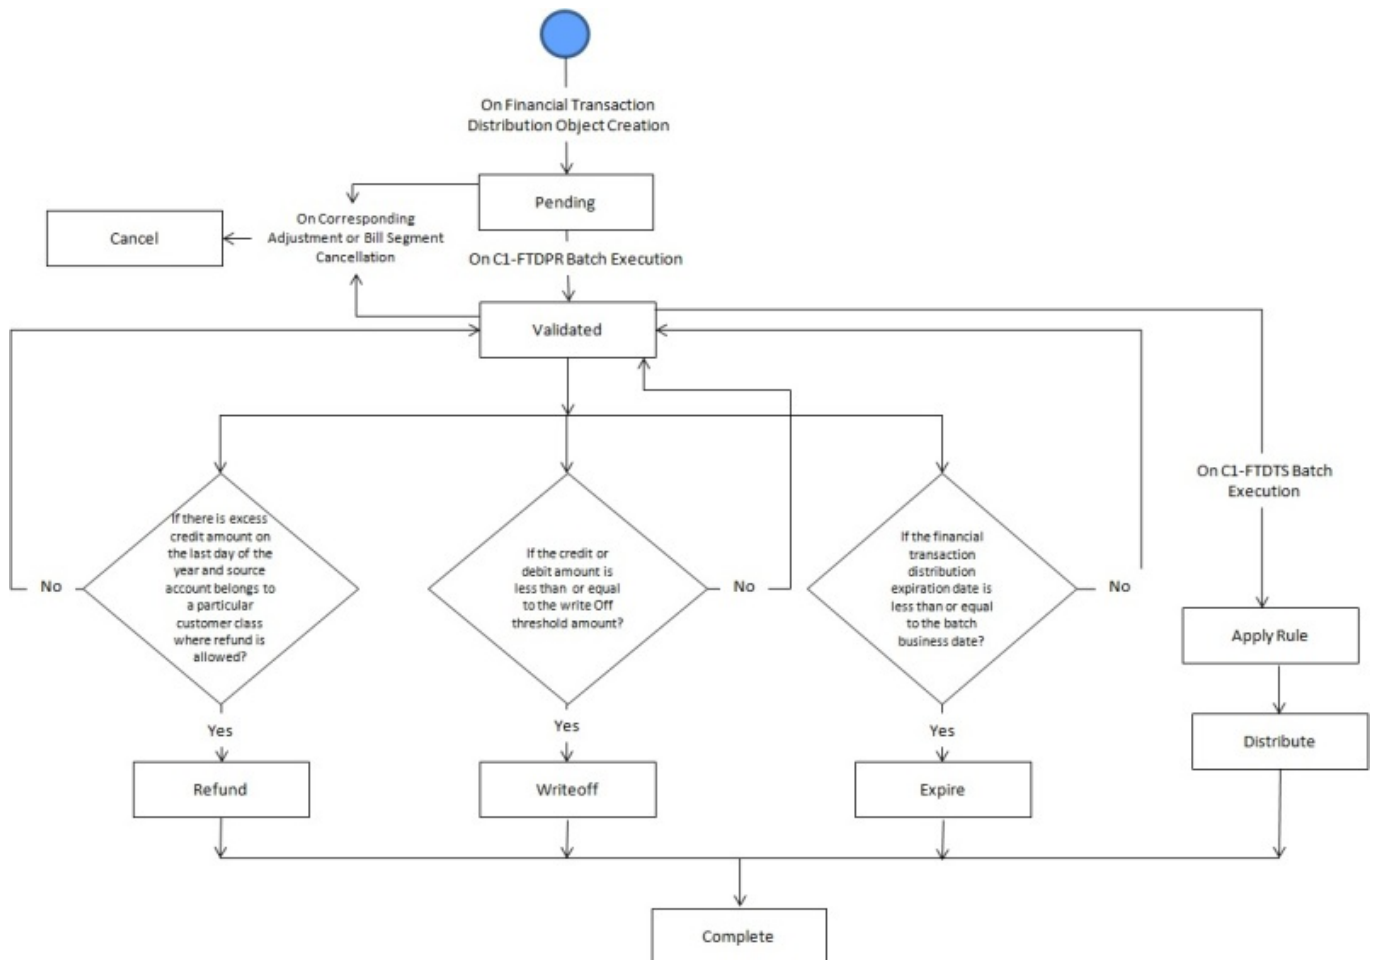 On Financial Transaction
Distribution Object Creation
Pending
On Corresponding
Adjustment or Bill Segment
Cancellation
Cancel
On C1-FTDPR Batch Execution
Validated
On C1-FTDTS Batch
Execution
If there is excess
credit amount on
the last day of the
year and source
account belongs to
a particular
customer class
where refund is
allowed?
No
If the credit or
debit amount is
less than or equal
to the write Off
threshold amount?
No
If the financial
transaction
distribution
expiration date is
less than or equal
to the batch
business date?
No
Apply Rule
Yes
Yes
Yes
Distribute
Refund
Writeoff
Expire
Complete